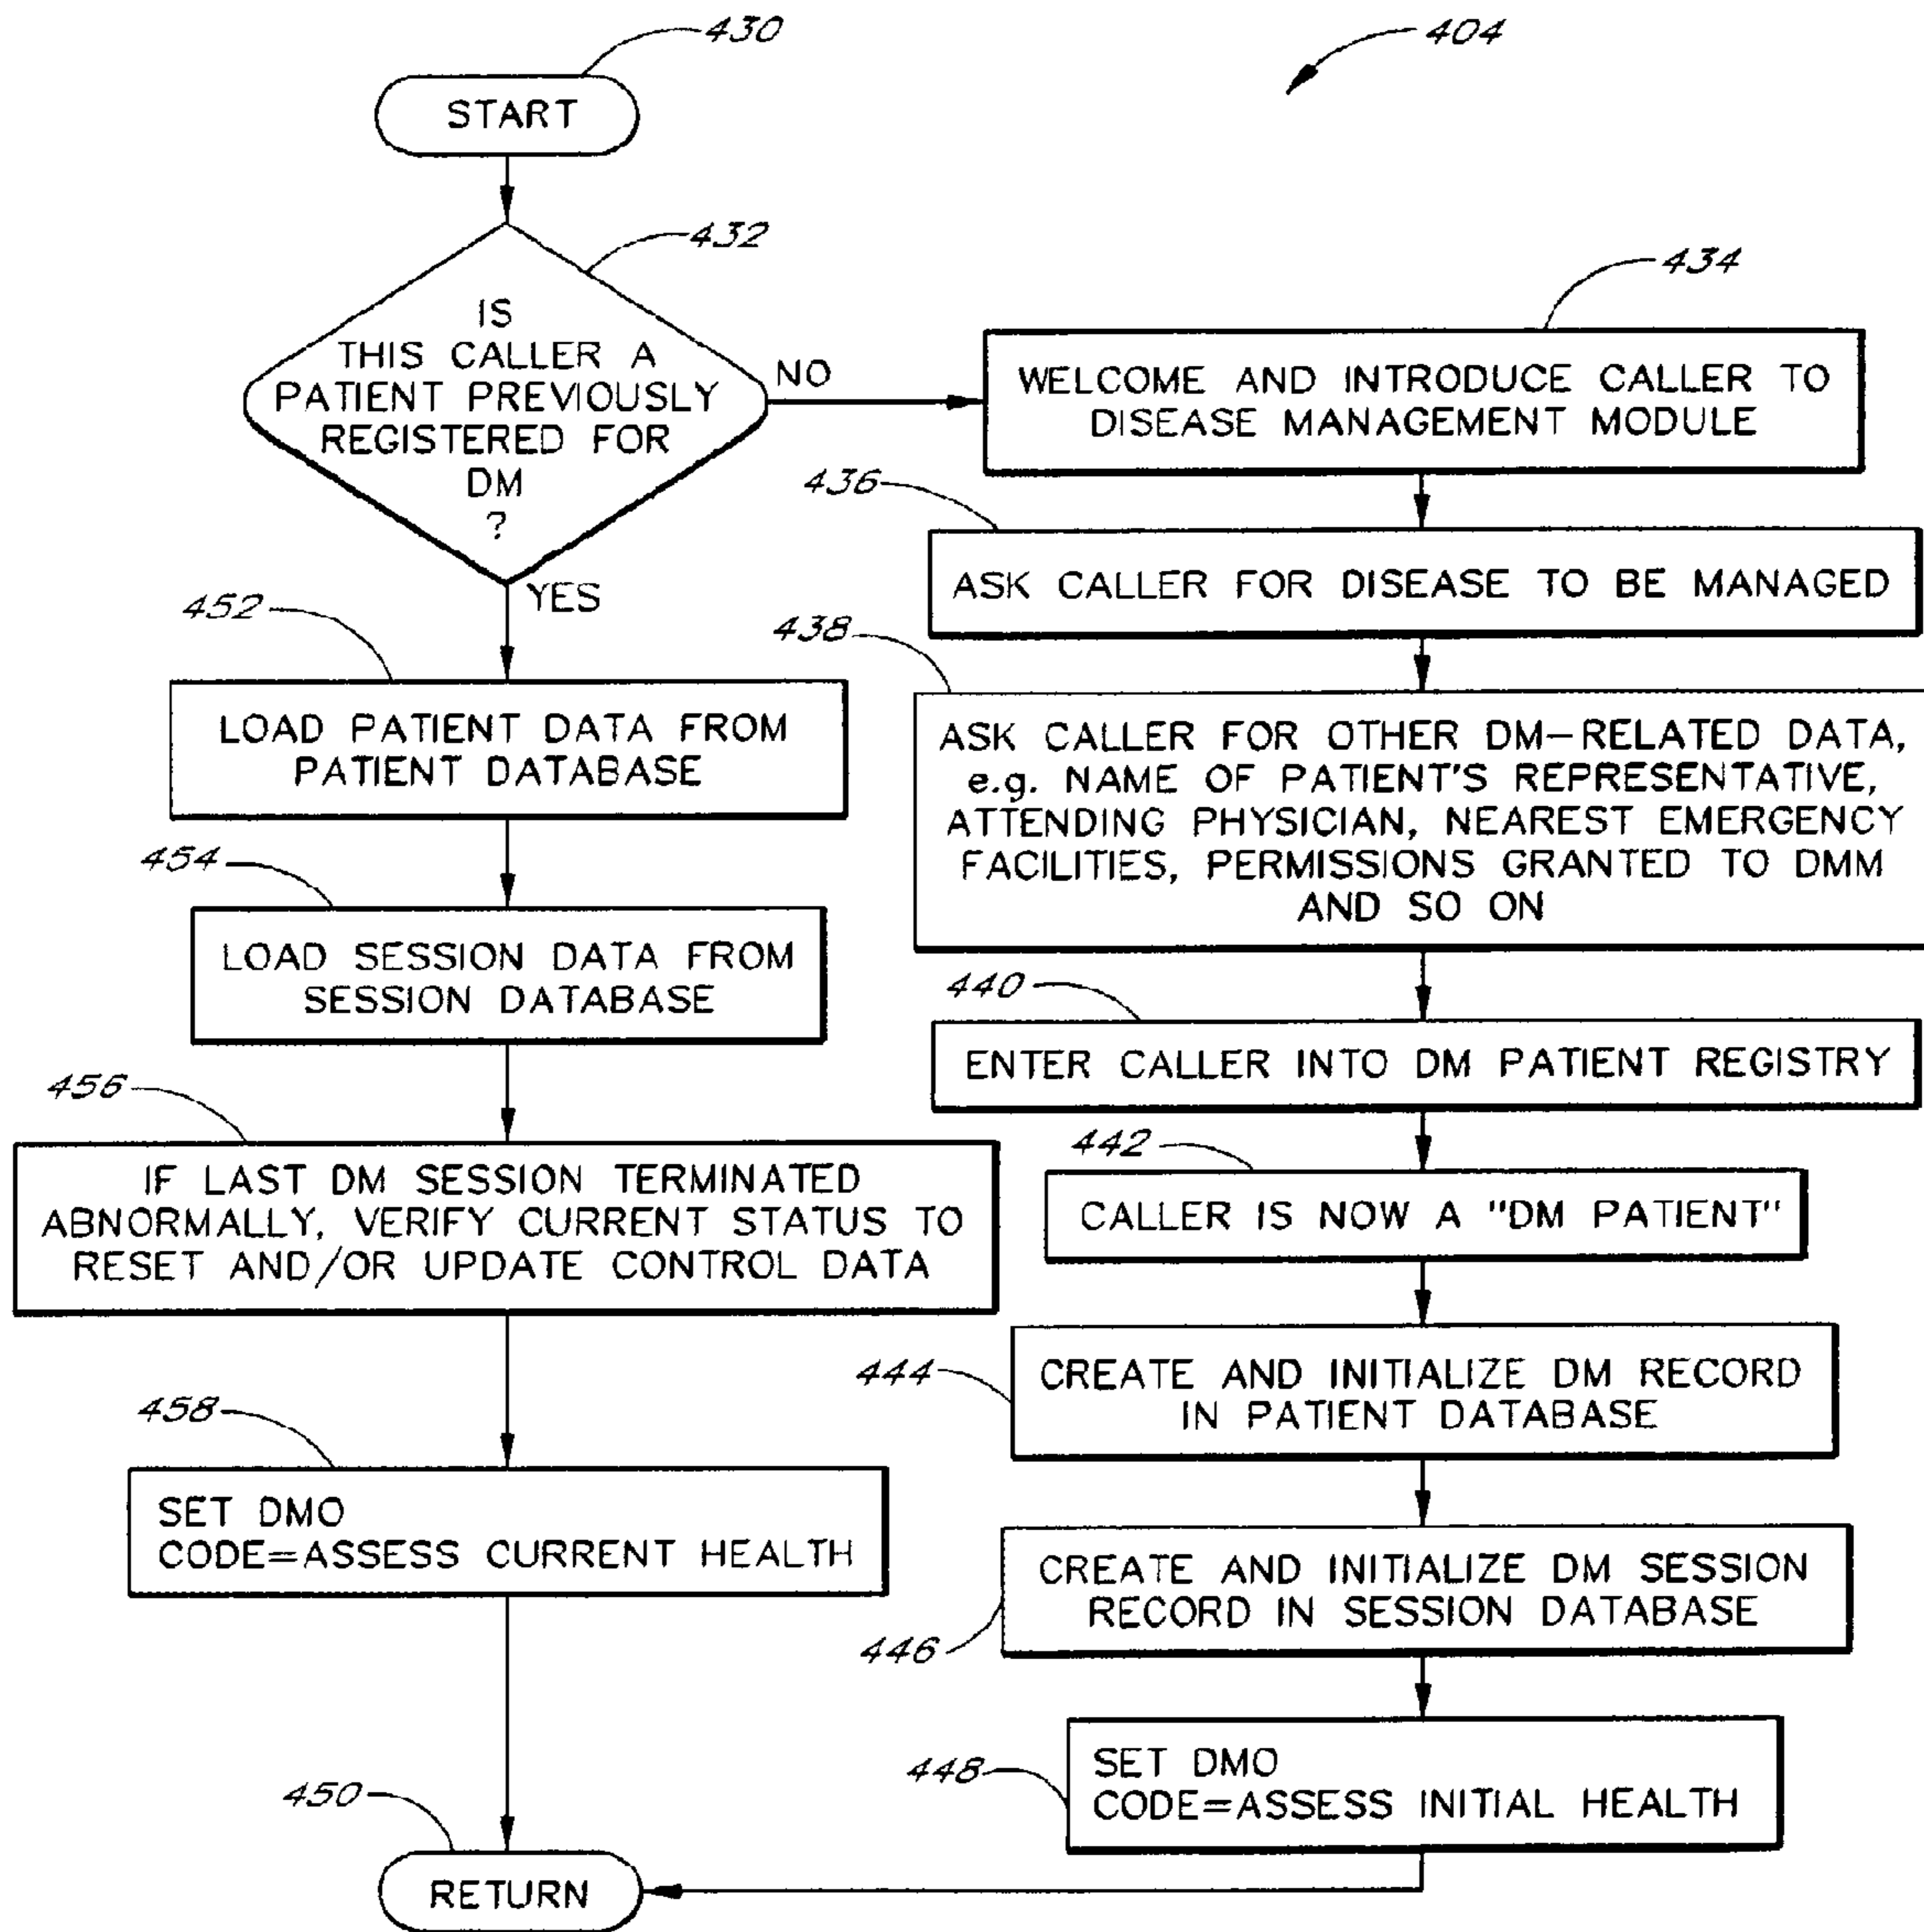 430
404
START
432
IS
THIS CALLER A
PATIENT PREVIOUSLY
REGISTERED FOR
DM
?
NO
YES
434
WELCOME AND INTRODUCE CALLER TO
DISEASE MANAGEMENT MODULE
436
ASK CALLER FOR DISEASE TO BE MANAGED
438
ASK CALLER FOR OTHER DM-RELATED DATA,
e.g. NAME OF PATIENT'S REPRESENTATIVE,
ATTENDING PHYSICIAN, NEAREST EMERGENCY
FACILITIES, PERMISSIONS GRANTED TO DMM
AND SO ON
440
ENTER CALLER INTO DM PATIENT REGISTRY
442
CALLER IS NOW A "DM PATIENT"
444
CREATE AND INITIALIZE DM RECORD
IN PATIENT DATABASE
CREATE AND INITIALIZE DM SESSION
RECORD IN SESSION DATABASE
446
448
SET DMO
CODE=ASSESS INITIAL HEALTH
452
LOAD PATIENT DATA FROM
PATIENT DATABASE
454
LOAD SESSION DATA FROM
SESSION DATABASE
456
IF LAST DM SESSION TERMINATED
ABNORMALLY, VERIFY CURRENT STATUS TO
RESET AND/OR UPDATE CONTROL DATA
458
SET DMO
CODE=ASSESS CURRENT HEALTH
450
RETURN